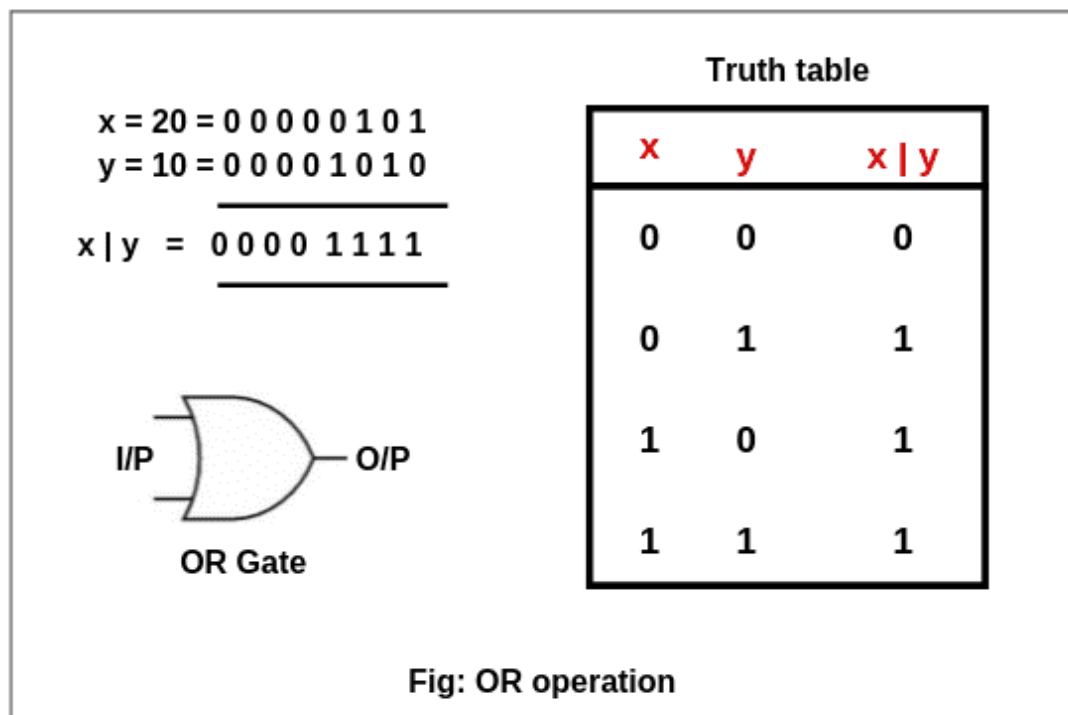 x = 20 = 0 0 0 0 0 1 0 1
y = 10 = 0 0 0 0 1 0 1 0
x | y = 0 0 0 0 1 1 1 1
I/P O/P
OR Gate
Truth table
x y x | y
0 0 0
0 1 1
1 0 1
1 1 1
Fig: OR operation